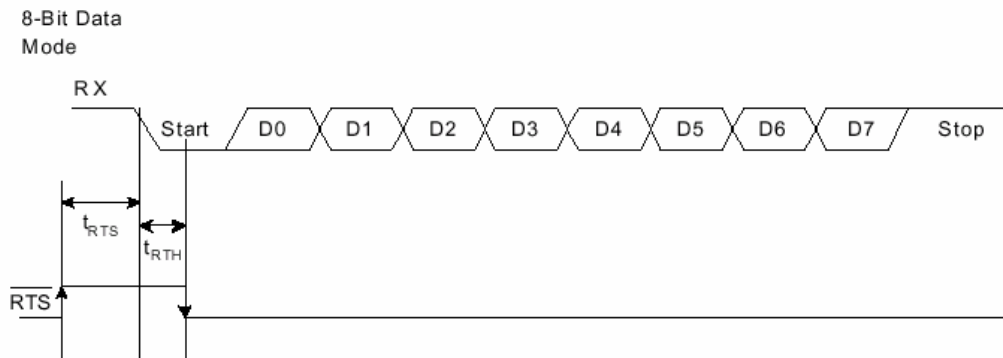 8-Bit Data
Mode
RX
Start D0 D1 D2 D3 D4 D5 D6 D7 Stop
tRTS
tRTH
RTS